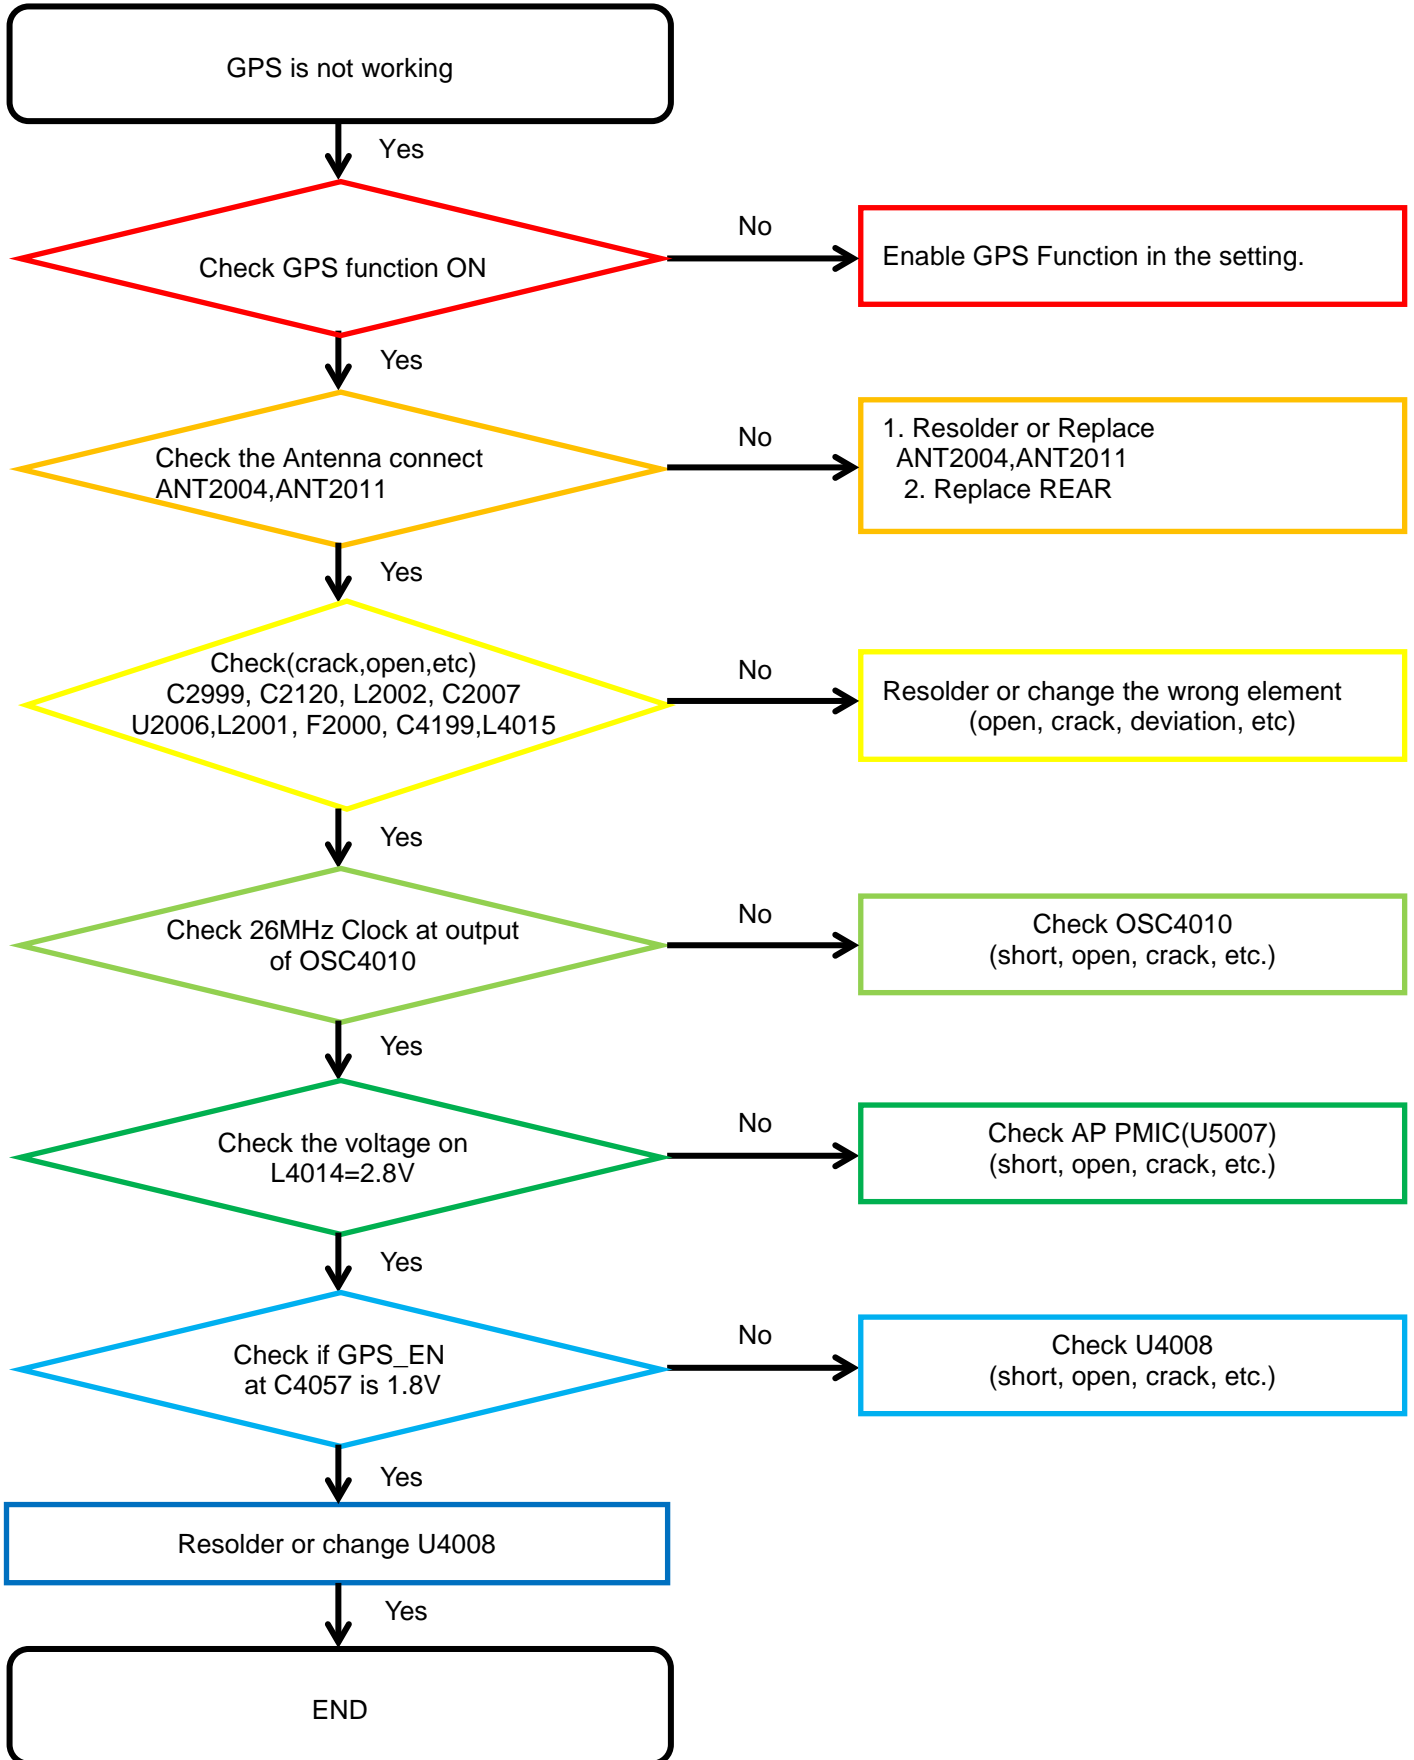 GPS is not working
Yes
Check GPS function ON
No
Enable GPS Function in the setting.
Yes
Check the Antenna connect
ANT2004,ANT2011
No
1. Resolder or Replace
ANT2004,ANT2011
2. Replace REAR
Yes
Check(crack,open,etc)
C2999, C2120, L2002, C2007
U2006,L2001, F2000, C4199,L4015
No
Resolder or change the wrong element
(open, crack, deviation, etc)
Yes
Check 26MHz Clock at output
of OSC4010
No
Check OSC4010
(short, open, crack, etc.)
Yes
Check the voltage on
L4014=2.8V
No
Check AP PMIC(U5007)
(short, open, crack, etc.)
Yes
Check if GPS_EN
at C4057 is 1.8V
No
Check U4008
(short, open, crack, etc.)
Yes
Resolder or change U4008
Yes
END